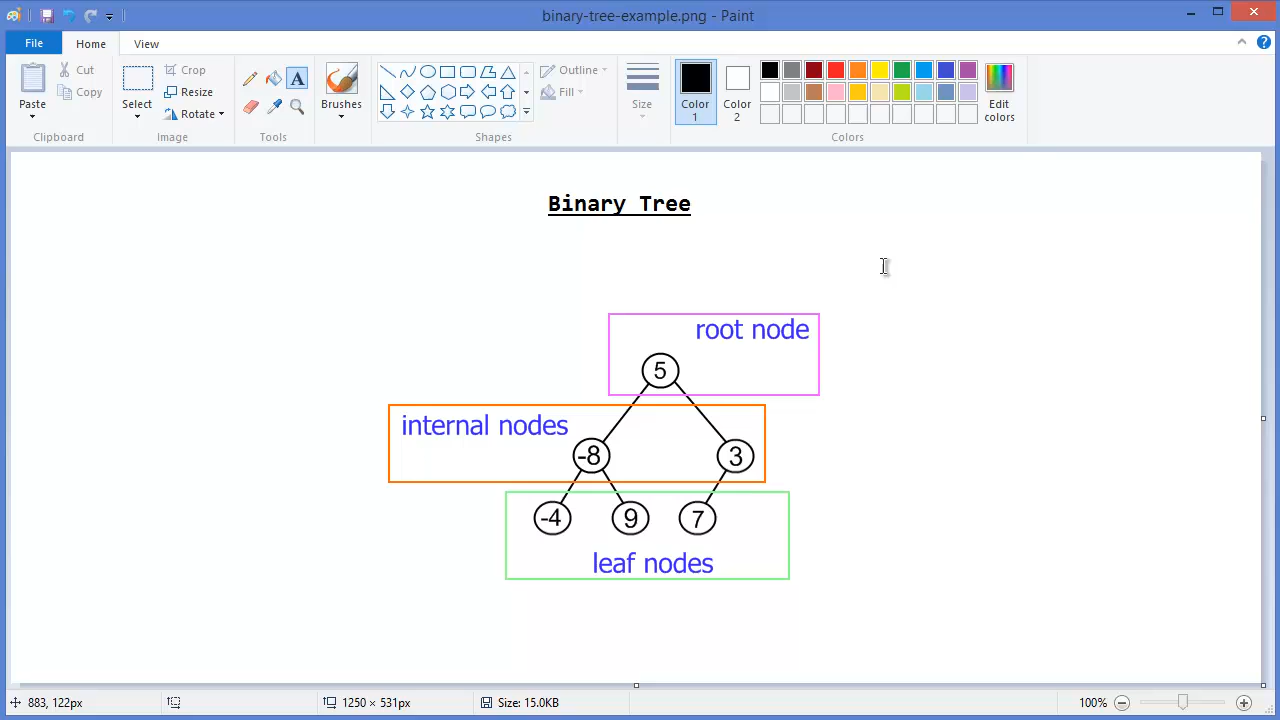 binary-tree-example.png - Paint
File Home View
Paste
Cut
Copy
Clipboard
Select
Crop
Resize
Rotate
Image
A
Tools
Brushes
Outline
Fill
Shapes
Size
Color 1
Color 2
Edit colors
Colors
Binary Tree
root node
5
internal nodes
-8 3
-4 9 7
leaf nodes
883, 122px 1250 × 531px Size: 15.0KB 100%